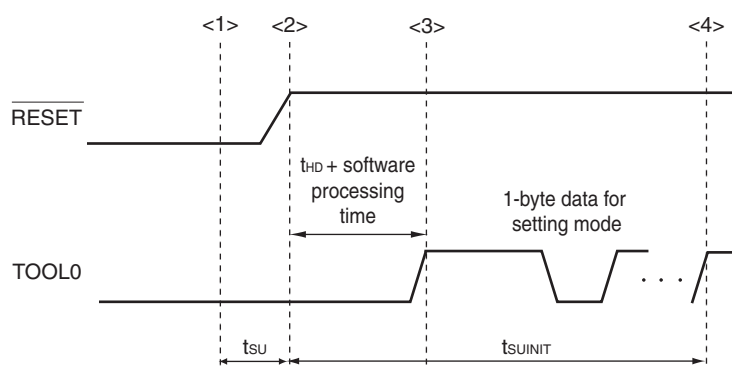 <1> <2> <3> <4>
RESET
tHD + software
processing
time
1-byte data for
setting mode
TOOL0
. . .
tSU tSUINIT